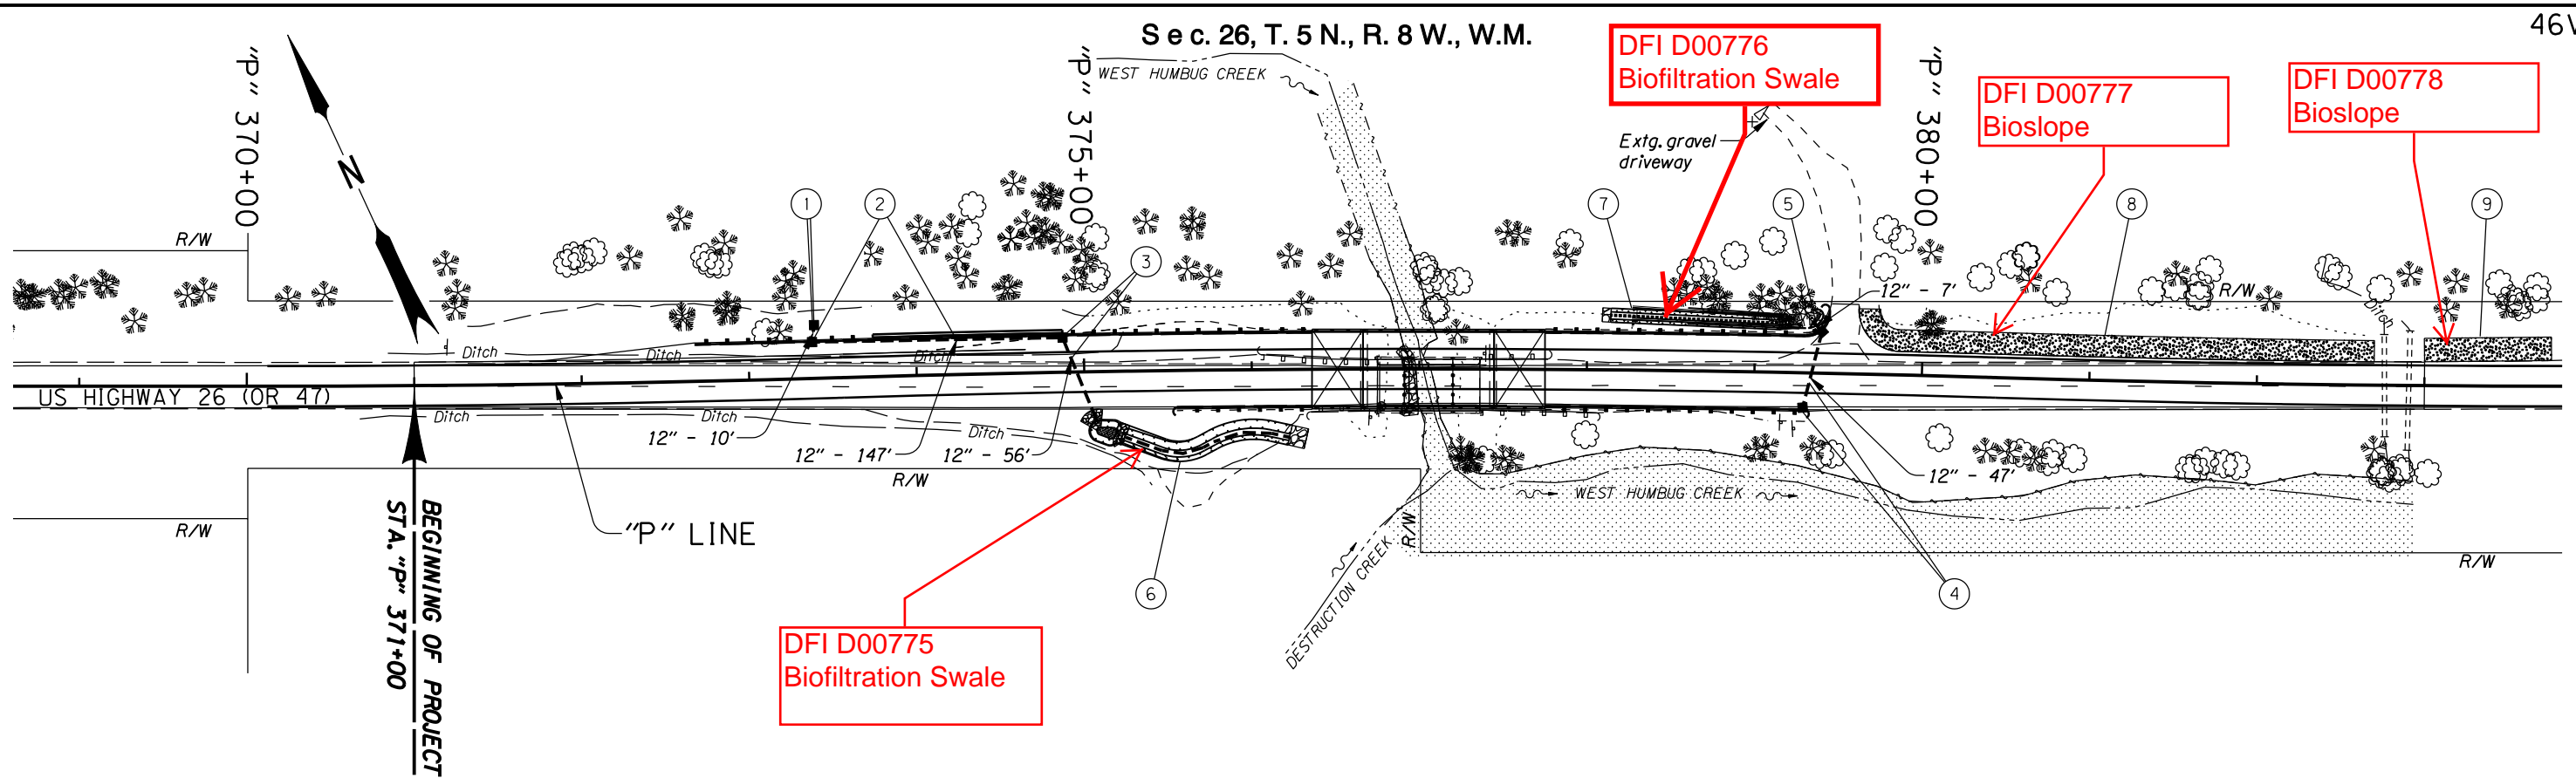 Sec. 26, T. 5 N., R. 8 W., W.M.
46V
"P" 370+00
"P" 375+00
"P" 380+00
WEST HUMBUG CREEK
DFI D00776
Biofiltration Swale
DFI D00777
Bioslope
DFI D00778
Bioslope
Extg. gravel
driveway
N
1
2
3
7
5
8
9
R/W
R/W
12" - 7'
Ditch
Ditch
Ditch
Ditch
US HIGHWAY 26 (OR 47)
Ditch
Ditch
Ditch
12" - 10'
12" - 147'
12" - 56'
12" - 47'
R/W
R/W
R/W
R/W
WEST HUMBUG CREEK
DESTRUCTION CREEK
"P" LINE
BEGINNING OF PROJECT
STA. "P" 371+00
6
4
DFI D00775
Biofiltration Swale